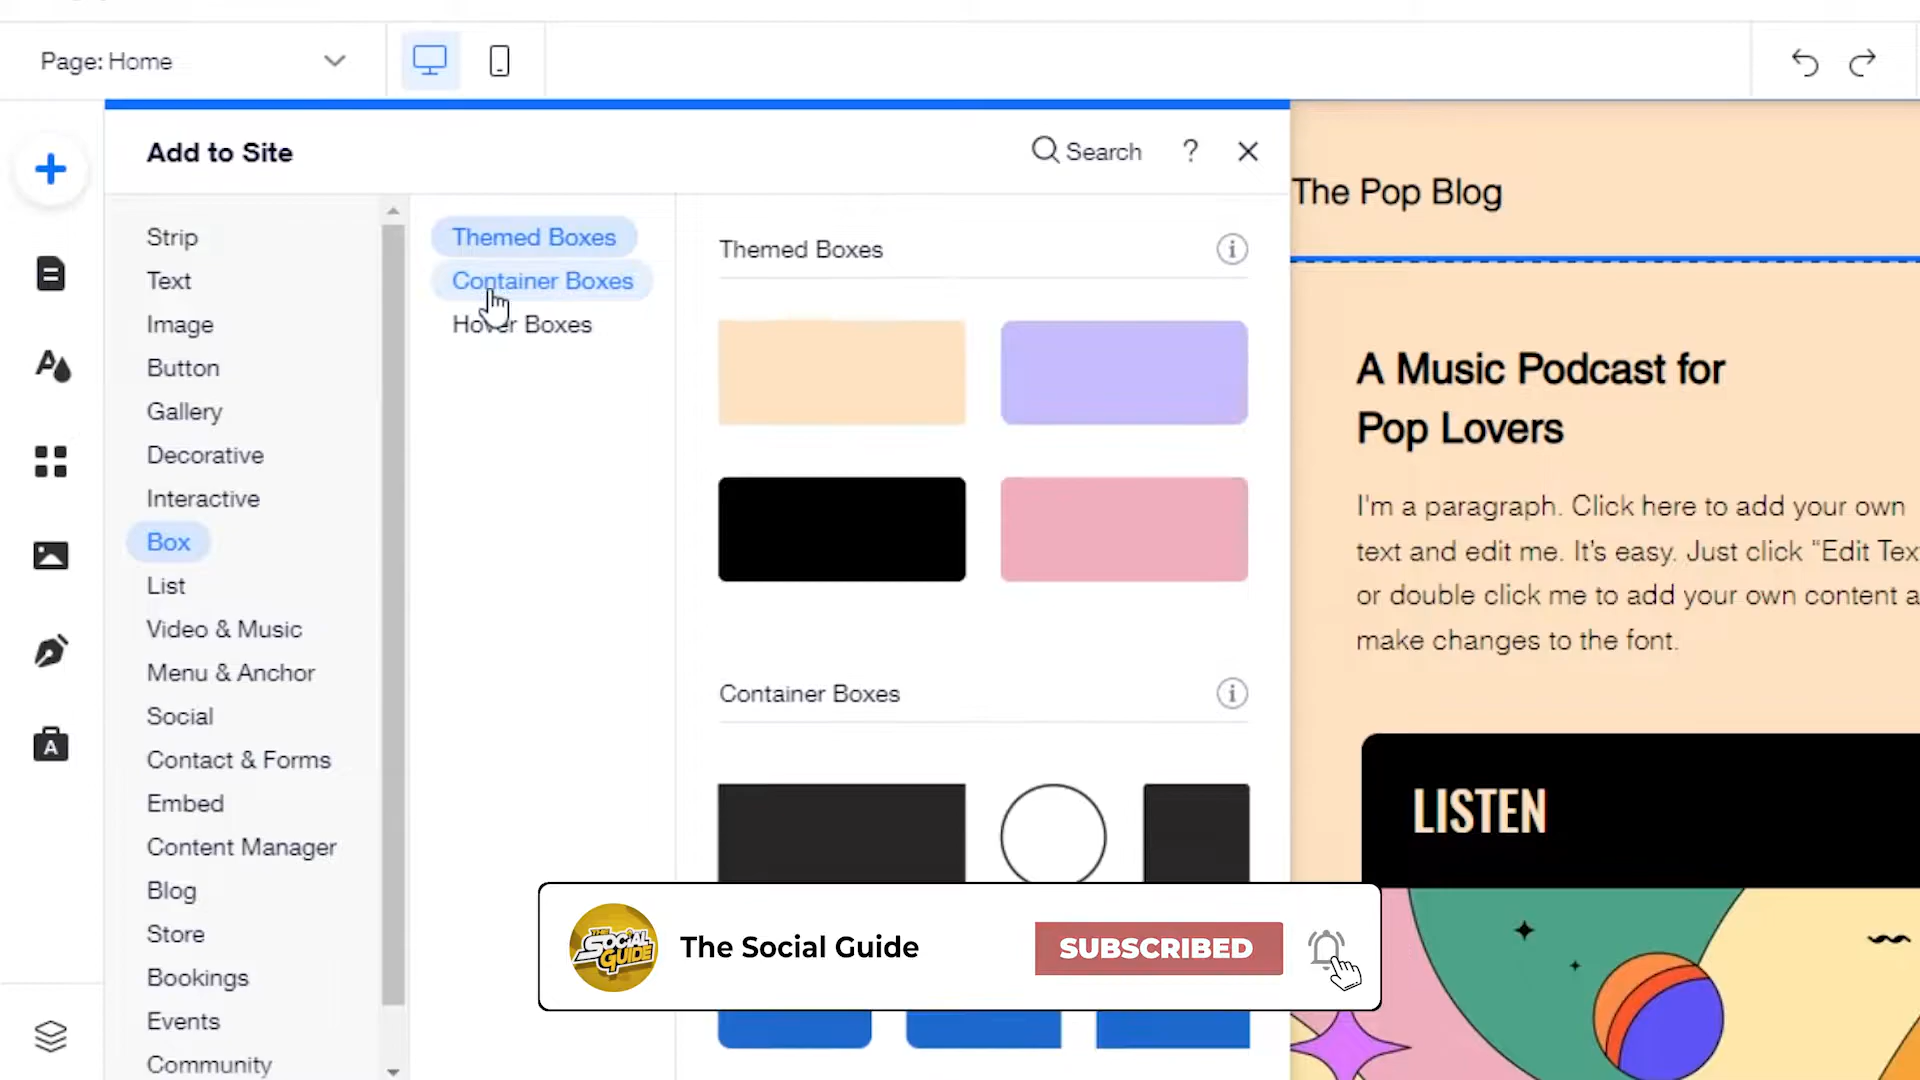 Page: Home
Add to Site
Search
?
Strip
Text
Image
Button
Gallery
Decorative
Interactive
Box
List
Video & Music
Menu & Anchor
Social
Contact & Forms
Embed
Content Manager
Blog
Store
Bookings
Events
Community
Themed Boxes
Container Boxes
Hover Boxes
Themed Boxes
Container Boxes
The Pop Blog
A Music Podcast for
Pop Lovers
I'm a paragraph. Click here to add your own
text and edit me. It’s easy. Just click “Edit Tex
or double click me to add your own content a
make changes to the font.
LISTEN
THE
SOCIAL
GUIDE
The Social Guide
SUBSCRIBED